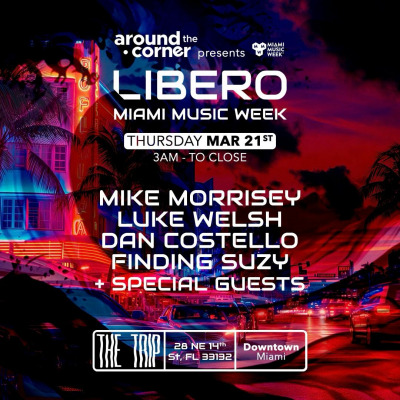 around the corner presents MIAMI MUSIC WEEK
LIBERO
MIAMI MUSIC WEEK
THURSDAY MAR 21ST
3AM - TO CLOSE
MIKE MORRISEY
LUKE WELSH
DAN COSTELLO
FINDING SUZY
+ SPECIAL GUESTS
THE TRIP
28 NE 14th
St, FL 33132
Downtown
Miami